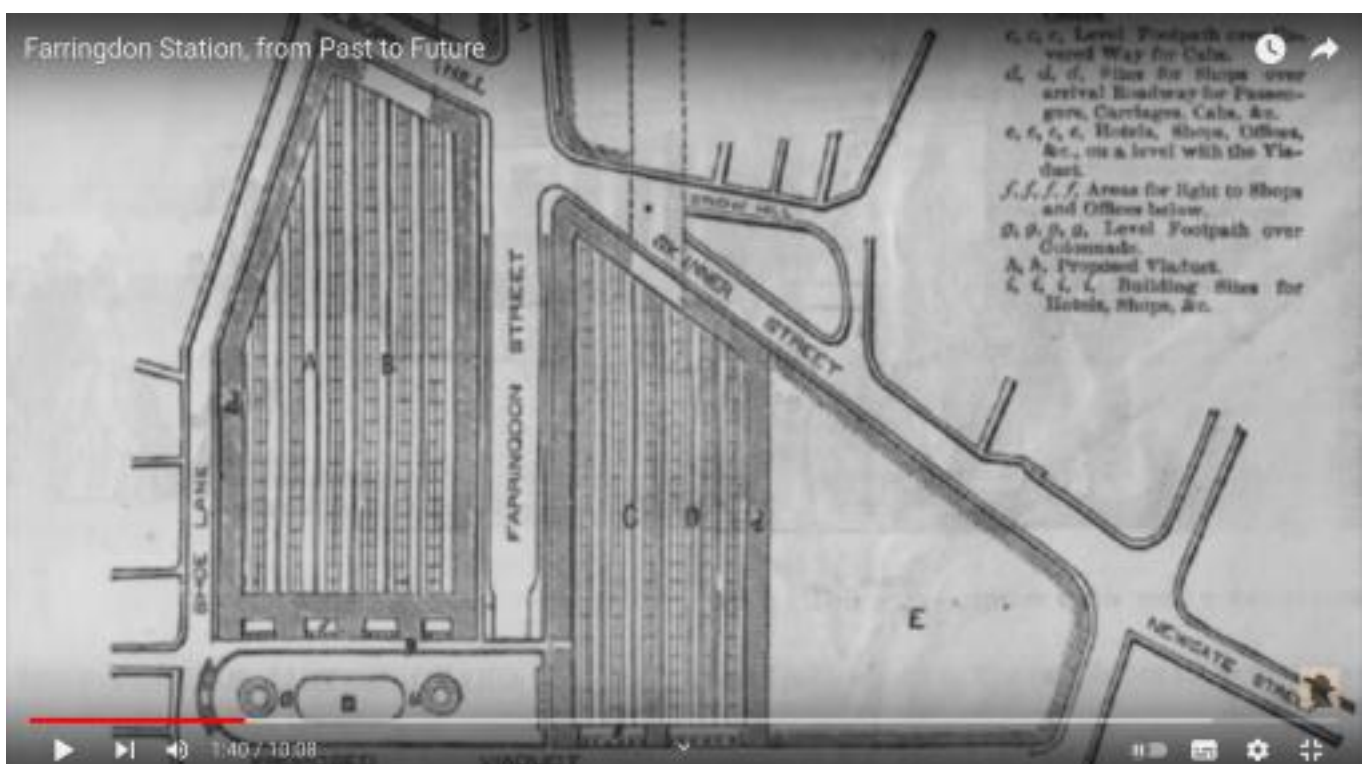 Farringdon Station, from Past to Future
HILL
c, c, c, Level Footpath over
vered Way for Cabs.
d, d, d, Sites for Shops over
arrival Roadway for Passen-
gers, Carriages, Cabs, &c.
e, e, e, e, Hotels, Shops, Offices,
&c., on a level with the Via-
duct.
f, f, f, f, Areas for light to Shops
and Offices below.
g, g, g, g, Level Footpath over
Colonnade.
h, h, Proposed Viaduct.
i, i, i, i, Building Sites for
Hotels, Shops, &c.
SNOW HILL
SKINNER STREET
FARRINGDON STREET
SHOE LANE
A
B
C
D
E
NEWGATE
VIADUCT
1:40 / 10:08